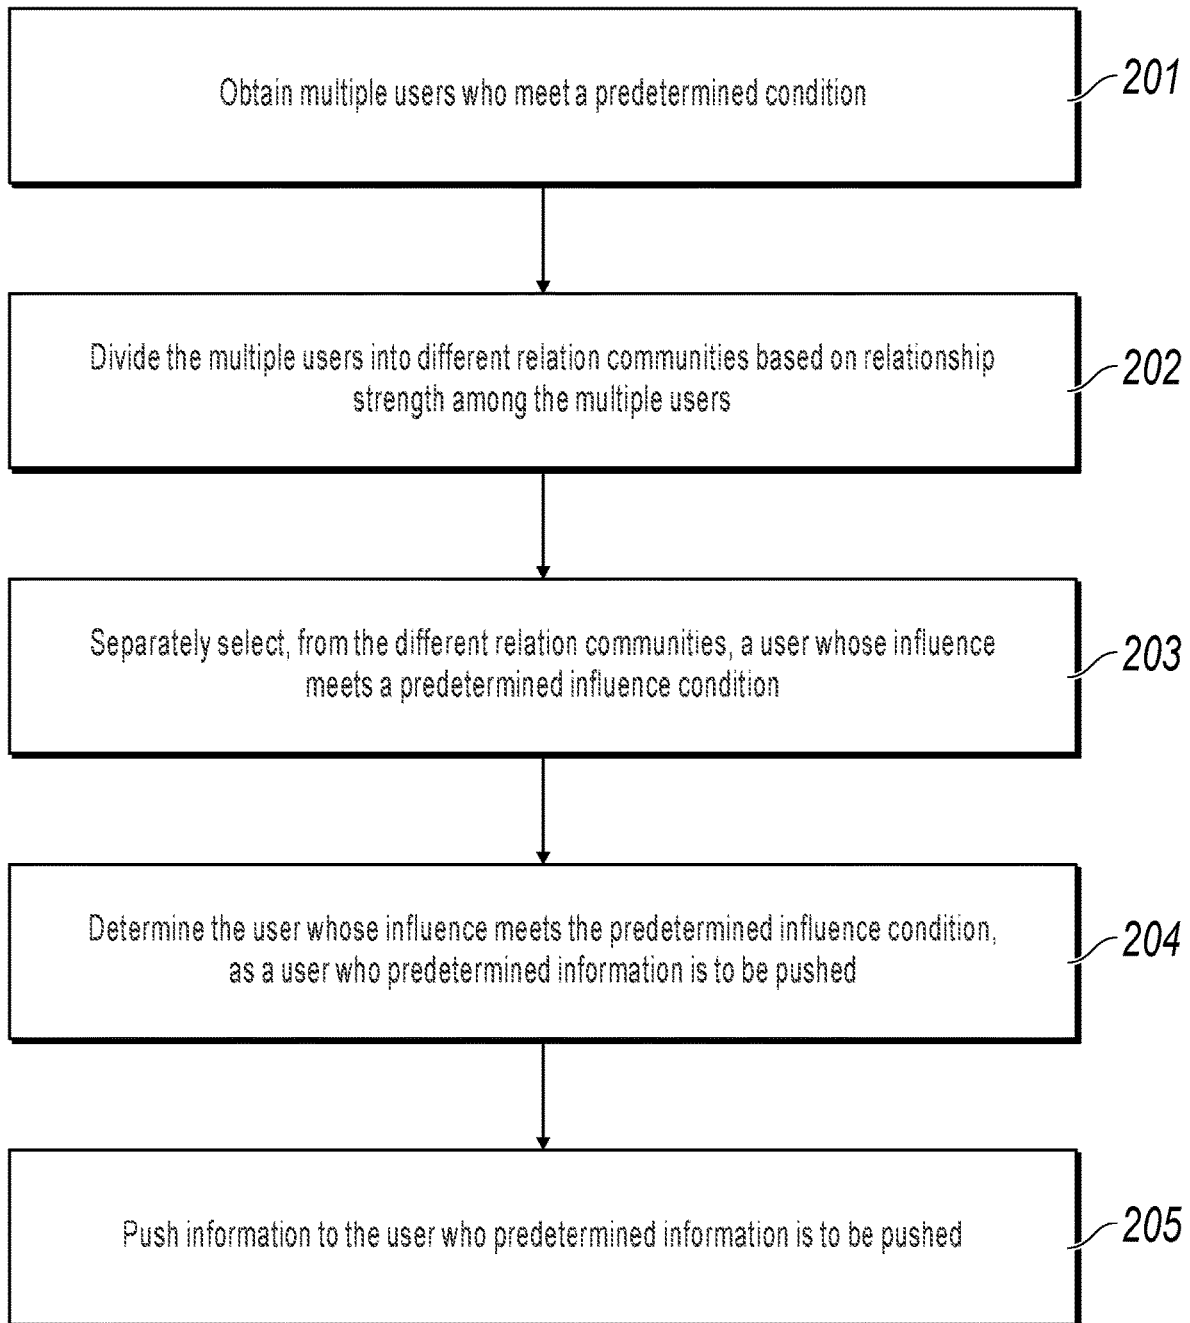 Obtain multiple users who meet a predetermined condition
201
Divide the multiple users into different relation communities based on relationship
strength among the multiple users
202
Separately select, from the different relation communities, a user whose influence
meets a predetermined influence condition
203
Determine the user whose influence meets the predetermined influence condition,
as a user who predetermined information is to be pushed
204
Push information to the user who predetermined information is to be pushed
205